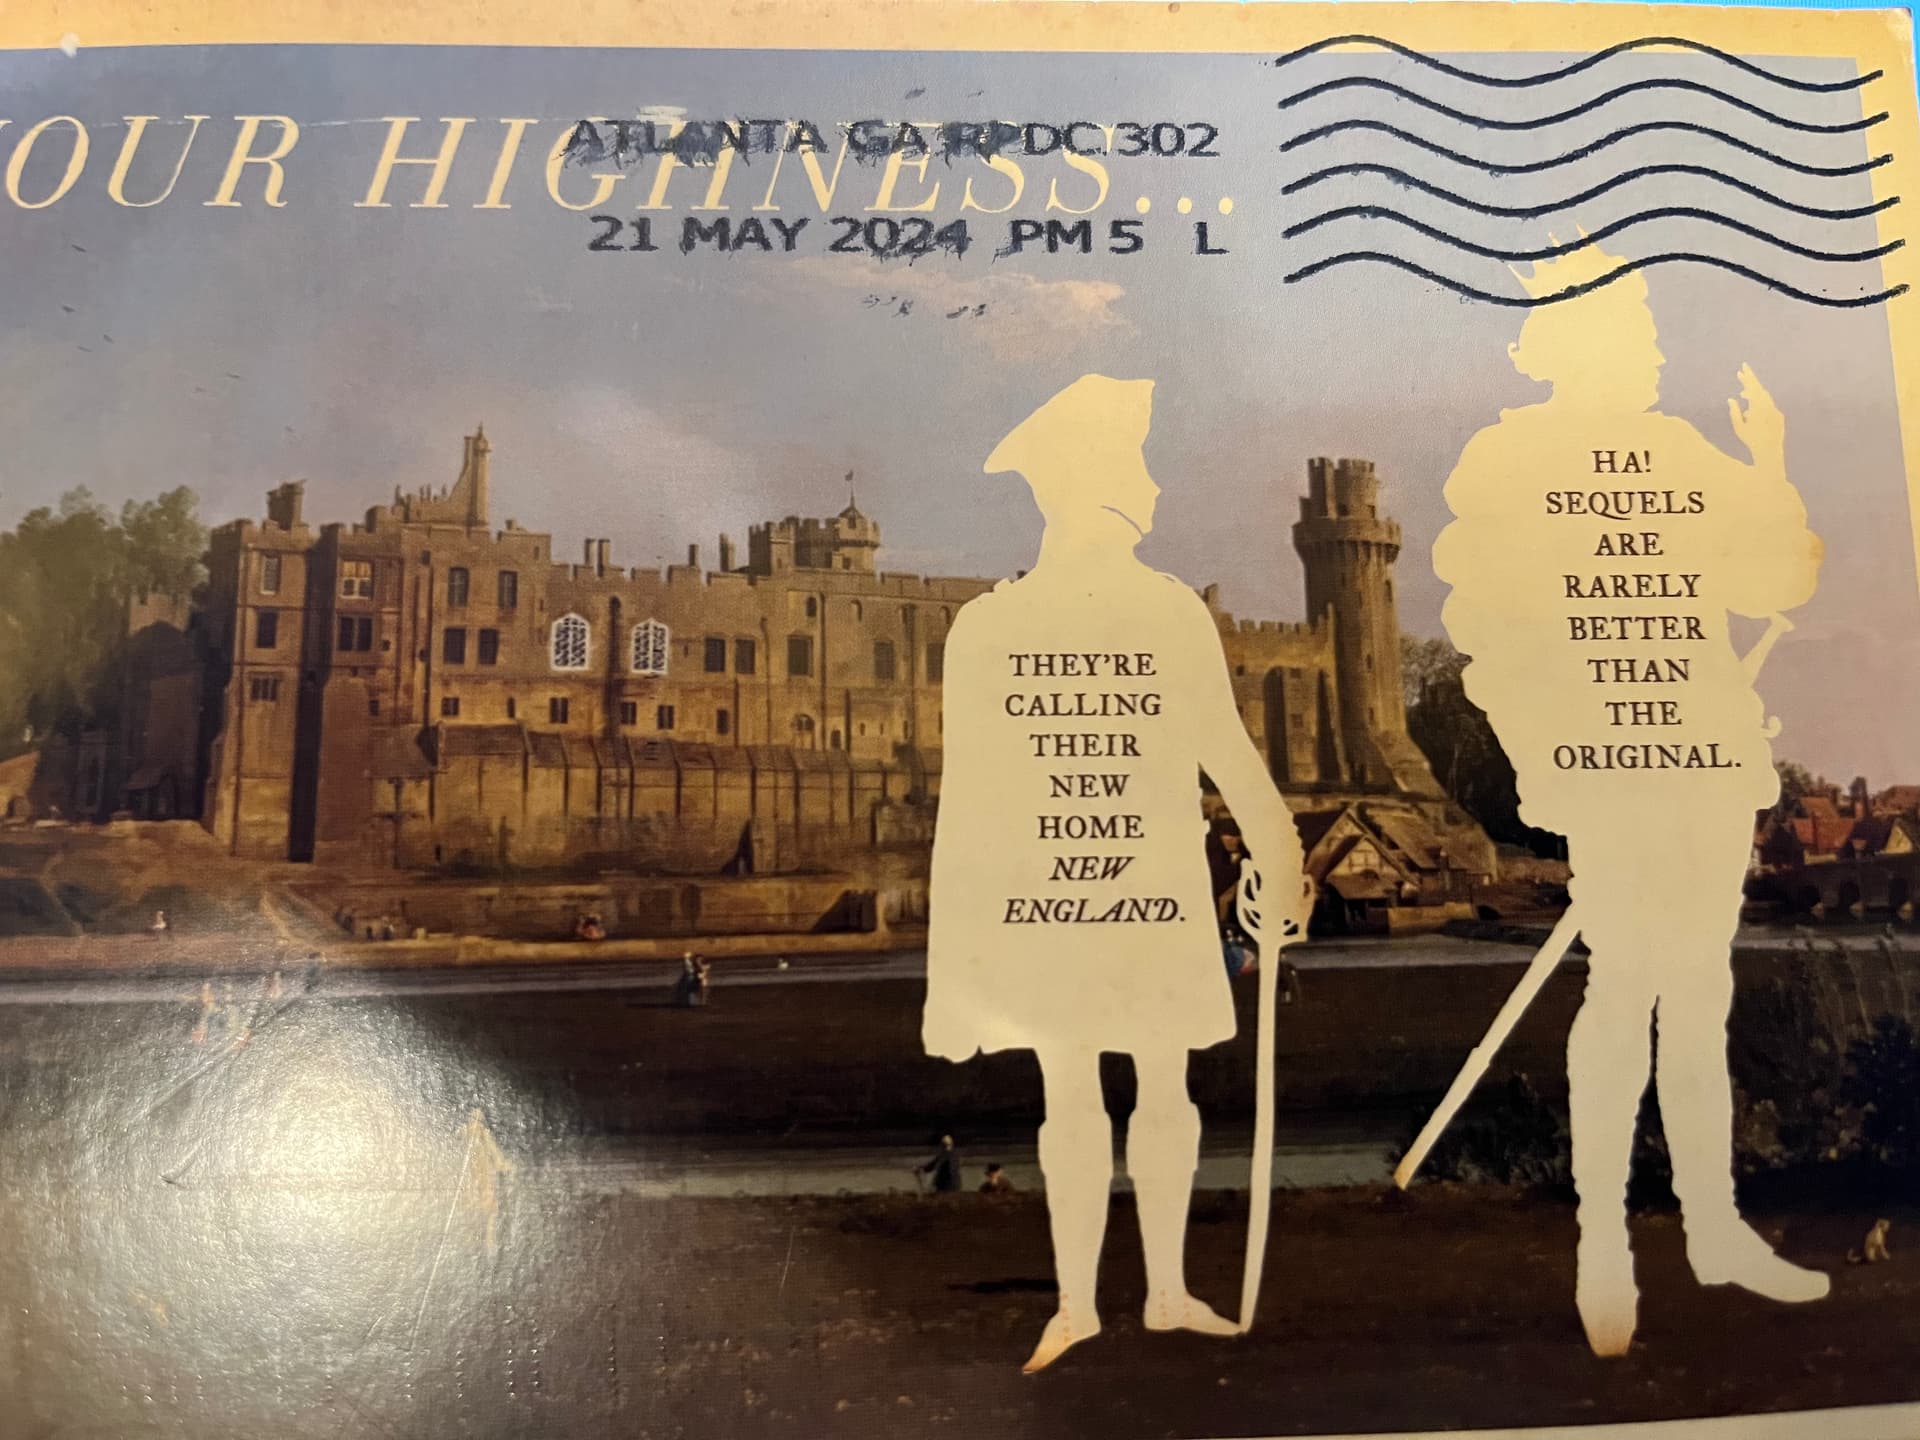 YOUR HIGHNESS...
ATLANTA GA RPDC 302
21 MAY 2024 PM 5 L
THEY'RE
CALLING
THEIR
NEW
HOME
NEW
ENGLAND.
HA!
SEQUELS
ARE
RARELY
BETTER
THAN
THE
ORIGINAL.